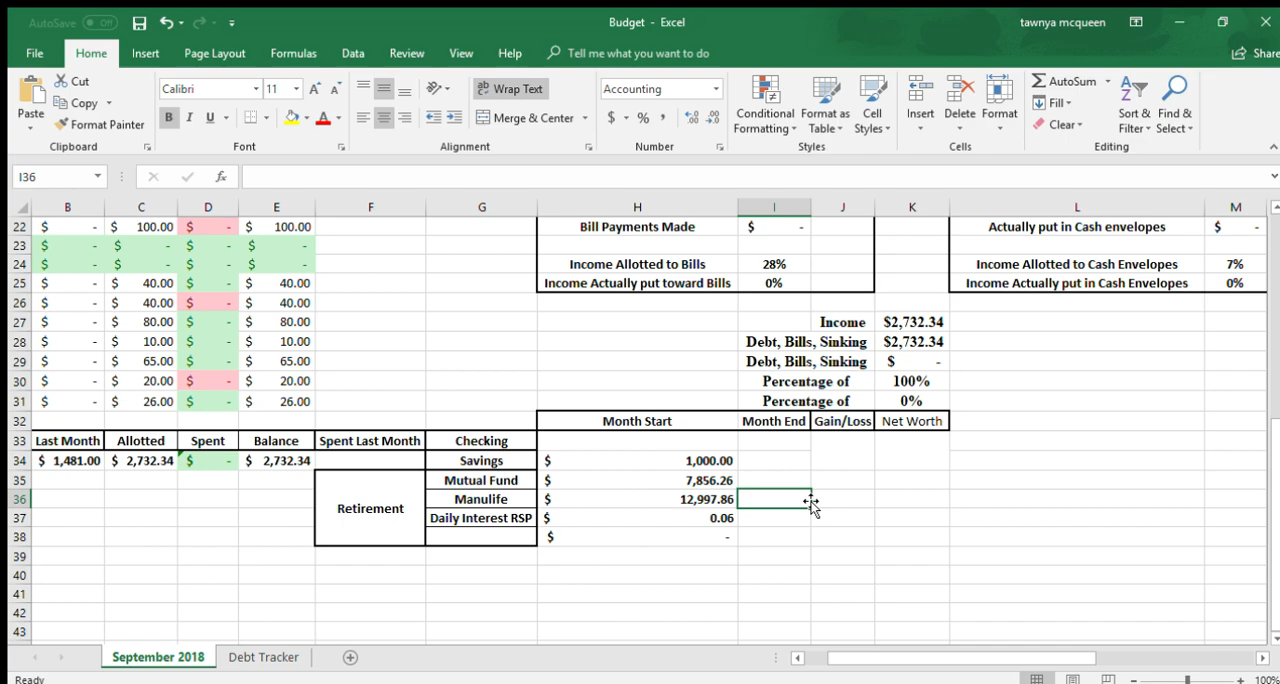 AutoSave Off
Budget - Excel
tawnya mcqueen
File Home Insert Page Layout Formulas Data Review View Help Tell me what you want to do Share
Paste
Cut
Copy
Format Painter
Clipboard
Calibri 11
B I U
Font
ab Wrap Text
Merge & Center
Alignment
Accounting
$ % ,
Number
Conditional Formatting
Format as Table
Cell Styles
Styles
Insert Delete Format
Cells
AutoSum
Fill
Clear
Sort & Filter
Find & Select
Editing
I36 fx
B C D E F G H I J K L M
22 $ - $ 100.00 $ - $ 100.00 Bill Payments Made $ - Actually put in Cash envelopes $ -
23 $ - $ - $ - $ -
24 $ - $ - $ - $ - Income Allotted to Bills 28% Income Allotted to Cash Envelopes 7%
25 $ - $ 40.00 $ - $ 40.00 Income Actually put toward Bills 0% Income Actually put in Cash Envelopes 0%
26 $ - $ 40.00 $ - $ 40.00
27 $ - $ 80.00 $ - $ 80.00 Income $2,732.34
28 $ - $ 10.00 $ - $ 10.00 Debt, Bills, Sinking $2,732.34
29 $ - $ 65.00 $ - $ 65.00 Debt, Bills, Sinking $ -
30 $ - $ 20.00 $ - $ 20.00 Percentage of 100%
31 $ - $ 26.00 $ - $ 26.00 Percentage of 0%
32 Month Start Month End Gain/Loss Net Worth
33 Last Month Allotted Spent Balance Spent Last Month Checking
34 $ 1,481.00 $ 2,732.34 $ - $ 2,732.34 Savings $ 1,000.00
35 Mutual Fund $ 7,856.26
36 Retirement Manulife $ 12,997.86
37 Daily Interest RSP $ 0.06
38 $ -
39
40
41
42
43
September 2018 Debt Tracker
Ready 100%